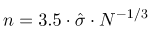 n = 3.5 · σ̂ · N^{-1/3}